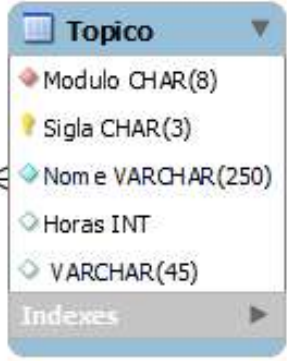 Topico
Modulo CHAR(8)
Sigla CHAR(3)
Nome VARCHAR(250)
Horas INT
VARCHAR(45)
Indexes